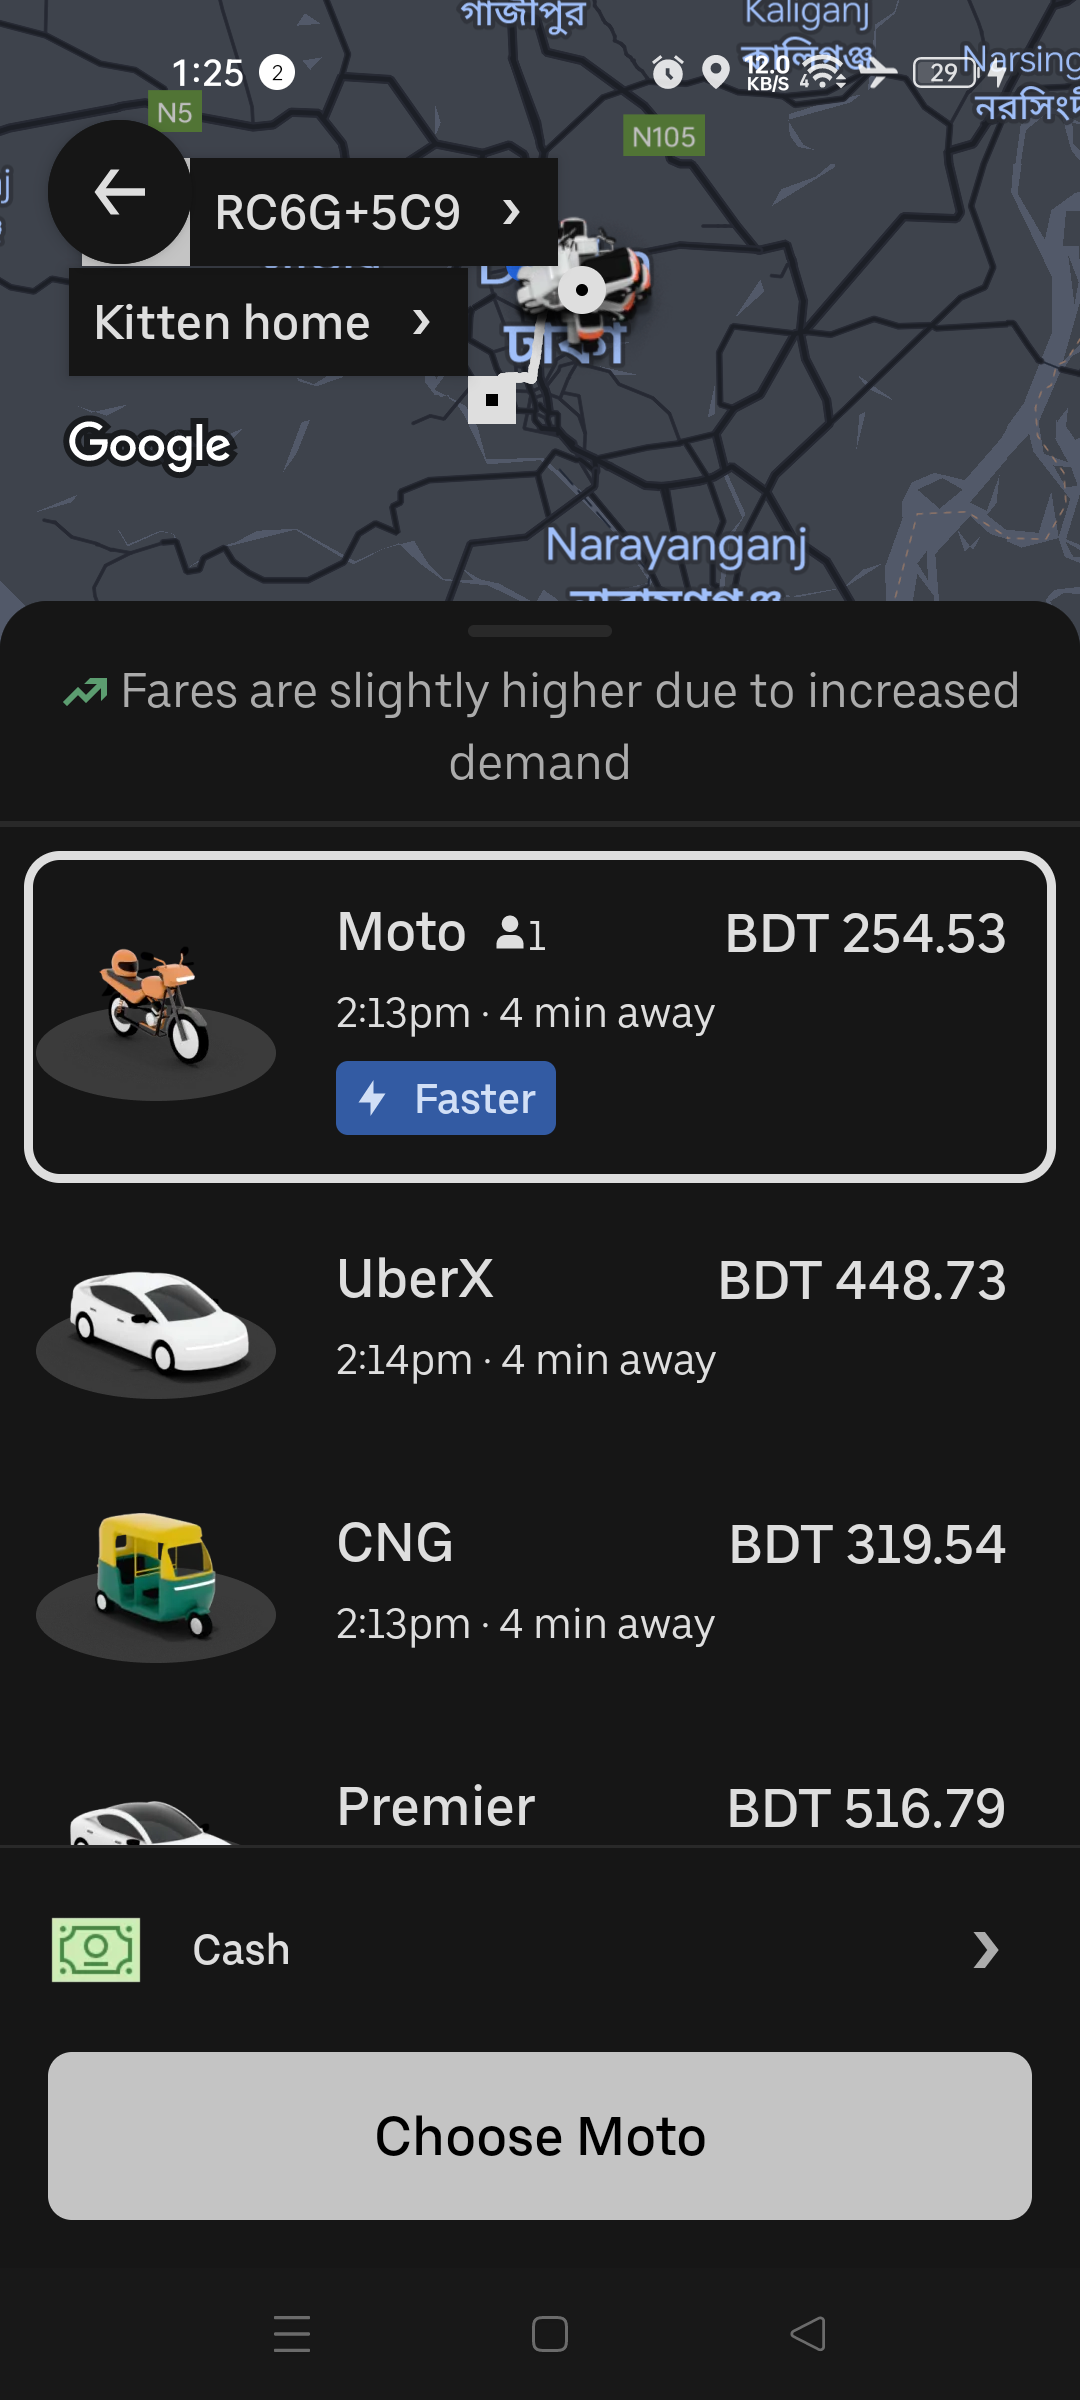 গাজীপুর
Kaliganj
কালিগঞ্জ
1:25 2
12.0
KB/S
4
29
Narsing
নরসিংদী
N5
N105
RC6G+5C9
Kitten home
ঢাকা
Google
Narayanganj
নারায়ণগঞ্জ
Fares are slightly higher due to increased
demand
Moto 1 BDT 254.53
2:13pm · 4 min away
Faster
UberX BDT 448.73
2:14pm · 4 min away
CNG BDT 319.54
2:13pm · 4 min away
Premier BDT 516.79
Cash
Choose Moto